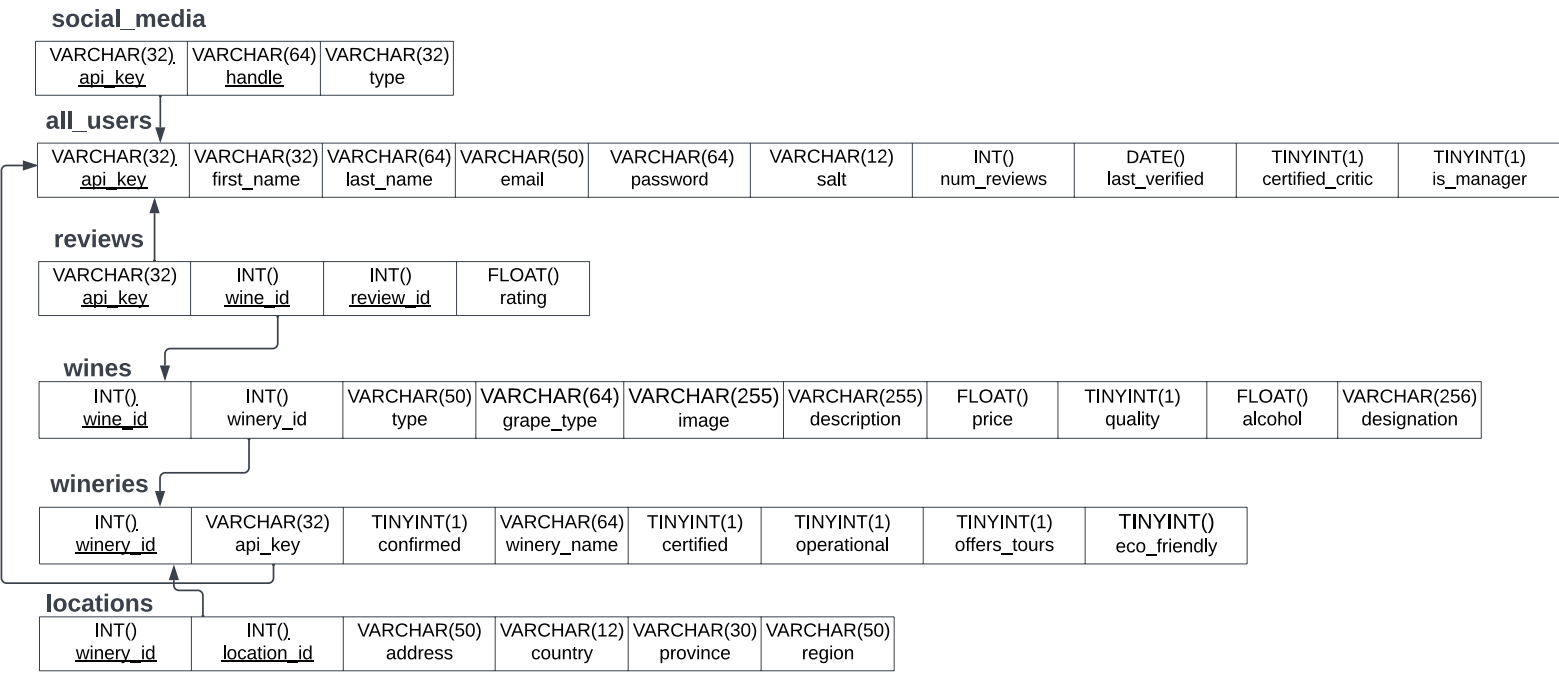 social_media
VARCHAR(32) VARCHAR(64) VARCHAR(32)
api_key handle type
all_users
VARCHAR(32) VARCHAR(32) VARCHAR(64) VARCHAR(50) VARCHAR(64) VARCHAR(12) INT() DATE() TINYINT(1) TINYINT(1)
api_key first_name last_name email password salt num_reviews last_verified certified_critic is_manager
reviews
VARCHAR(32) INT() INT() FLOAT()
api_key wine_id review_id rating
wines
INT() INT() VARCHAR(50) VARCHAR(64) VARCHAR(255) VARCHAR(255) FLOAT() TINYINT(1) FLOAT() VARCHAR(256)
wine_id winery_id type grape_type image description price quality alcohol designation
wineries
INT() VARCHAR(32) TINYINT(1) VARCHAR(64) TINYINT(1) TINYINT(1) TINYINT(1) TINYINT()
winery_id api_key confirmed winery_name certified operational offers_tours eco_friendly
locations
INT() INT() VARCHAR(50) VARCHAR(12) VARCHAR(30) VARCHAR(50)
winery_id location_id address country province region